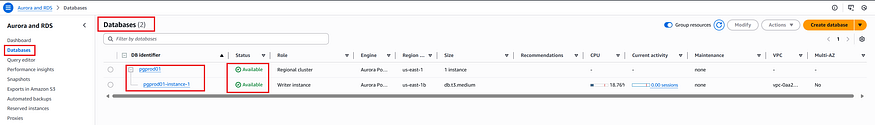 Aurora and RDS > Databases
Aurora and RDS
Dashboard
Databases
Query editor
Performance insights
Snapshots
Exports in Amazon S3
Automated backups
Reserved instances
Proxies
Databases (2)
Group resources
Modify
Actions
Create database
Filter by databases
1
DB identifier Status Role Engine Region ... Size Recommendations CPU Current activity Maintenance VPC Multi-AZ
pgprod01 Available Regional cluster Aurora Po... us-east-1 1 instance - - none - No
pgprod01-instance-1 Available Writer instance Aurora Po... us-east-1b db.t3.medium 18.76% 0.00 sessions none vpc-0aa2... No